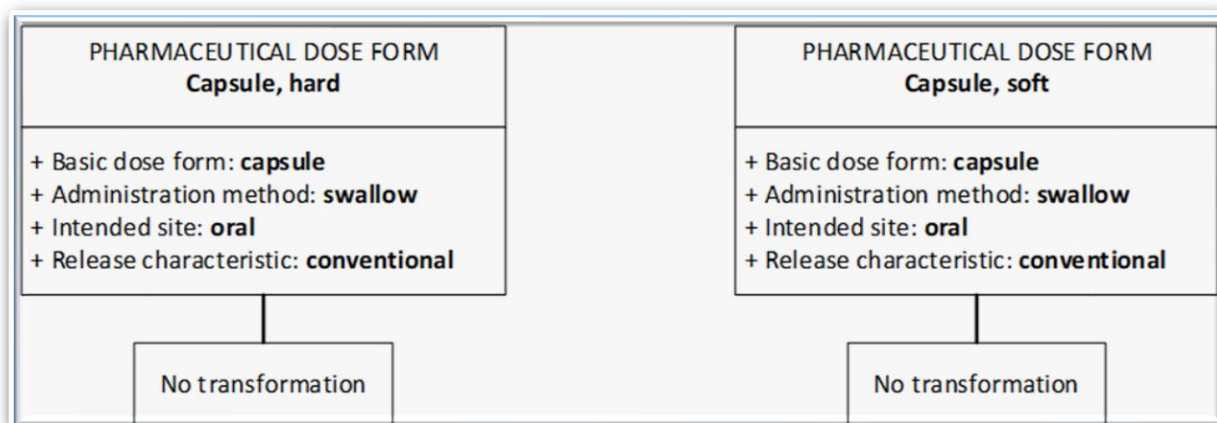 PHARMACEUTICAL DOSE FORM
Capsule, hard
+ Basic dose form: capsule
+ Administration method: swallow
+ Intended site: oral
+ Release characteristic: conventional
No transformation
PHARMACEUTICAL DOSE FORM
Capsule, soft
+ Basic dose form: capsule
+ Administration method: swallow
+ Intended site: oral
+ Release characteristic: conventional
No transformation